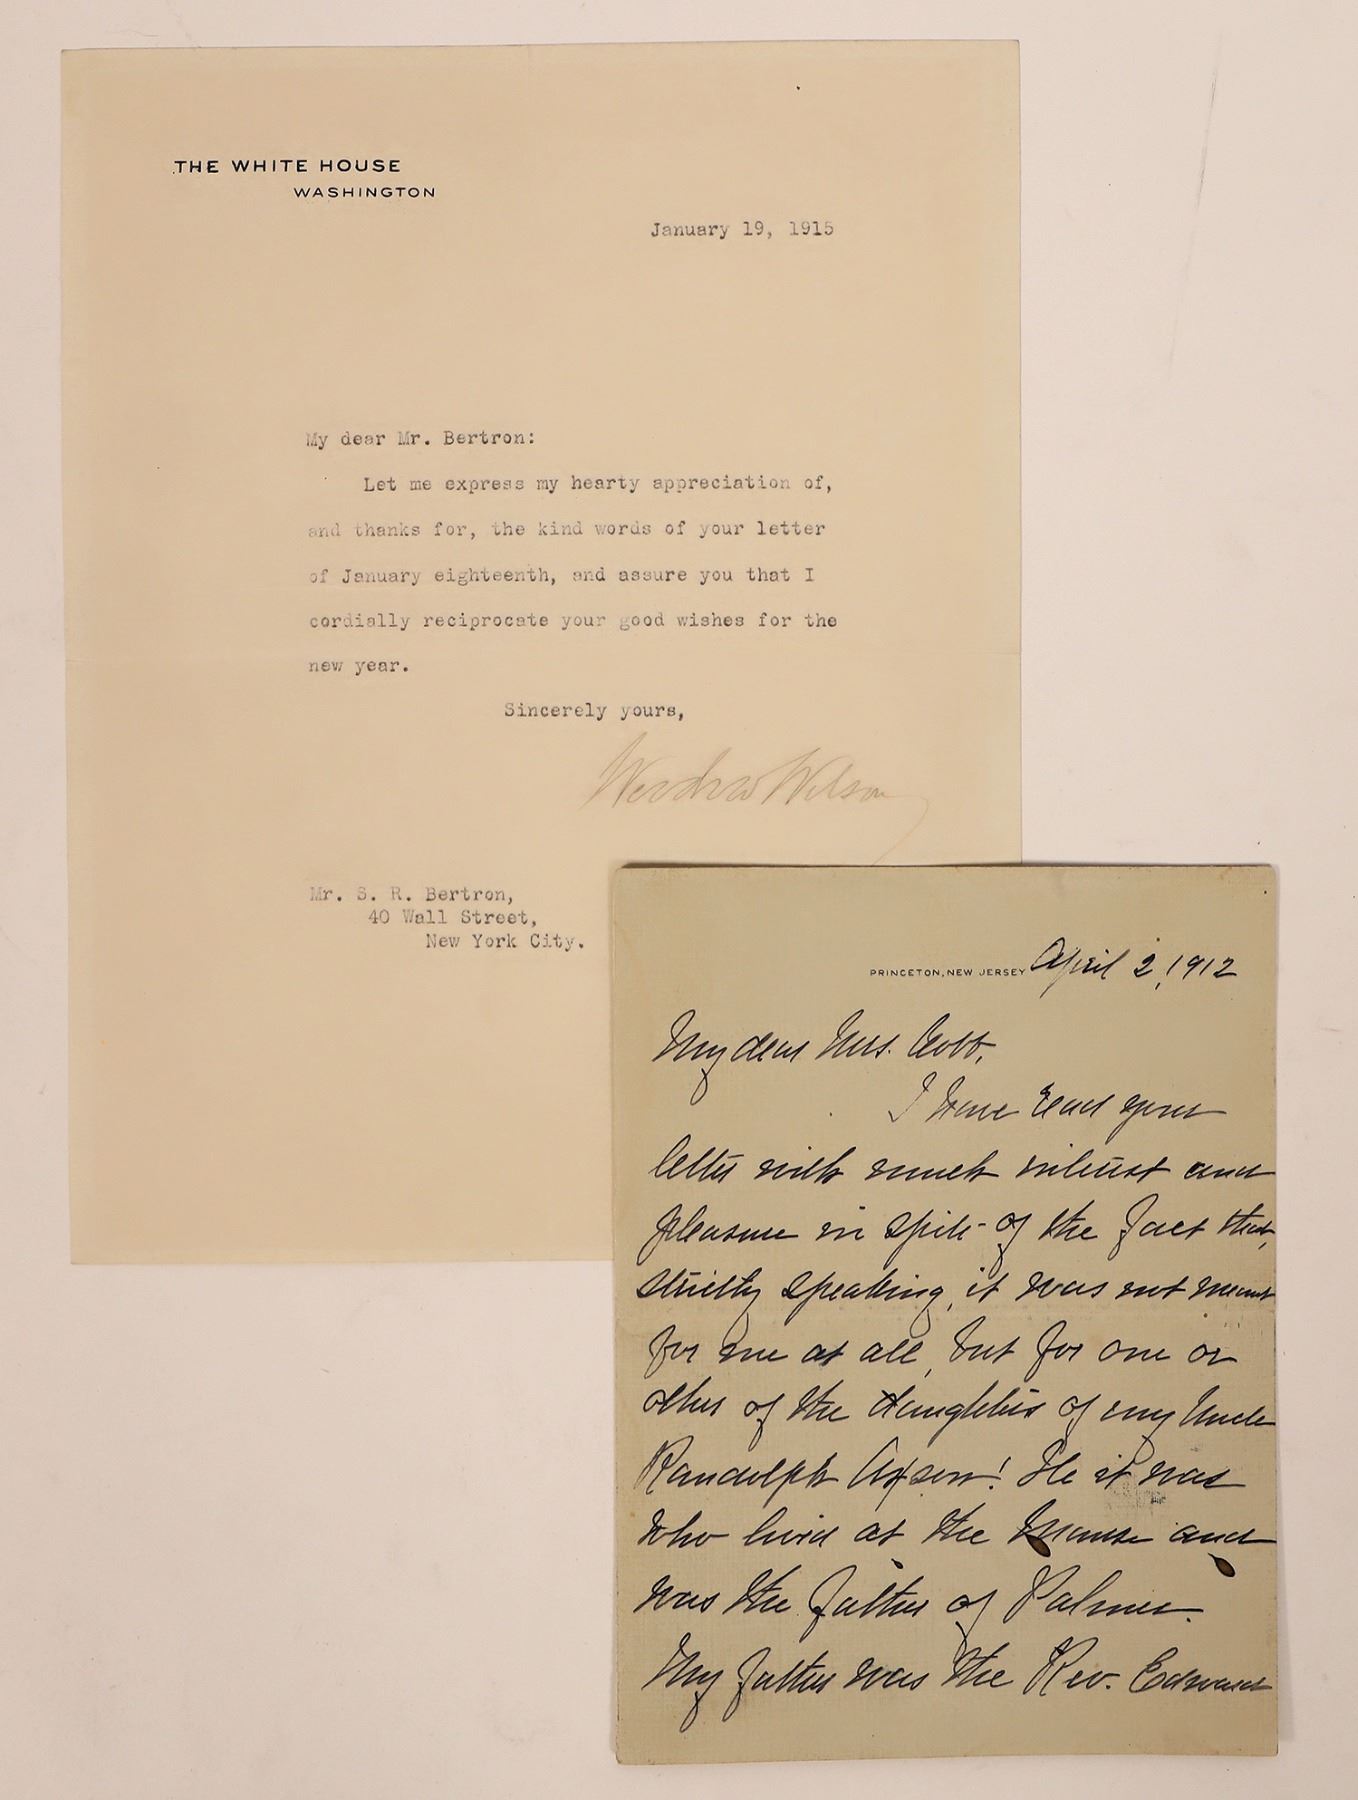 THE WHITE HOUSE
WASHINGTON
January 19, 1915
My dear Mr. Bertron:
Let me express my hearty appreciation of,
and thanks for, the kind words of your letter
of January eighteenth, and assure you that I
cordially reciprocate your good wishes for the
new year.
Sincerely yours,
Woodrow Wilson
Mr. S. R. Bertron,
40 Wall Street,
New York City.
PRINCETON, NEW JERSEY April 2, 1912
My dear Mrs. Cobb,
I have read your
letter with much interest and
pleasure in spite of the fact that,
strictly speaking, it was not meant
for me at all, but for one or
other of the daughters of my Uncle
Randolph Axson! He it was
who lived at the Manse and
was the father of Palmer.
My father was the Rev. Edward